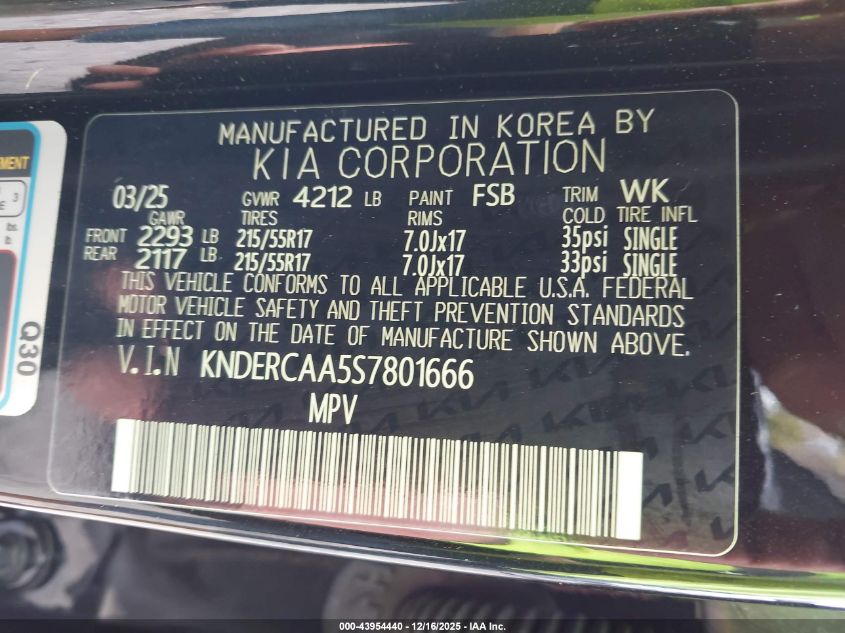 MANUFACTURED IN KOREA BY
KIA CORPORATION
03/25 GVWR 4212 LB PAINT FSB TRIM WK
GAWR TIRES RIMS COLD TIRE INFL
FRONT 2293 LB 215/55R17 7.0Jx17 35psi SINGLE
REAR 2117 LB 215/55R17 7.0Jx17 33psi SINGLE
THIS VEHICLE CONFORMS TO ALL APPLICABLE U.S.A. FEDERAL
MOTOR VEHICLE SAFETY AND THEFT PREVENTION STANDARDS
IN EFFECT ON THE DATE OF MANUFACTURE SHOWN ABOVE.
V.I.N KNDERCAA5S7801666
MPV
Q30
3
000-43954440 - 12/16/2025 - IAA Inc.